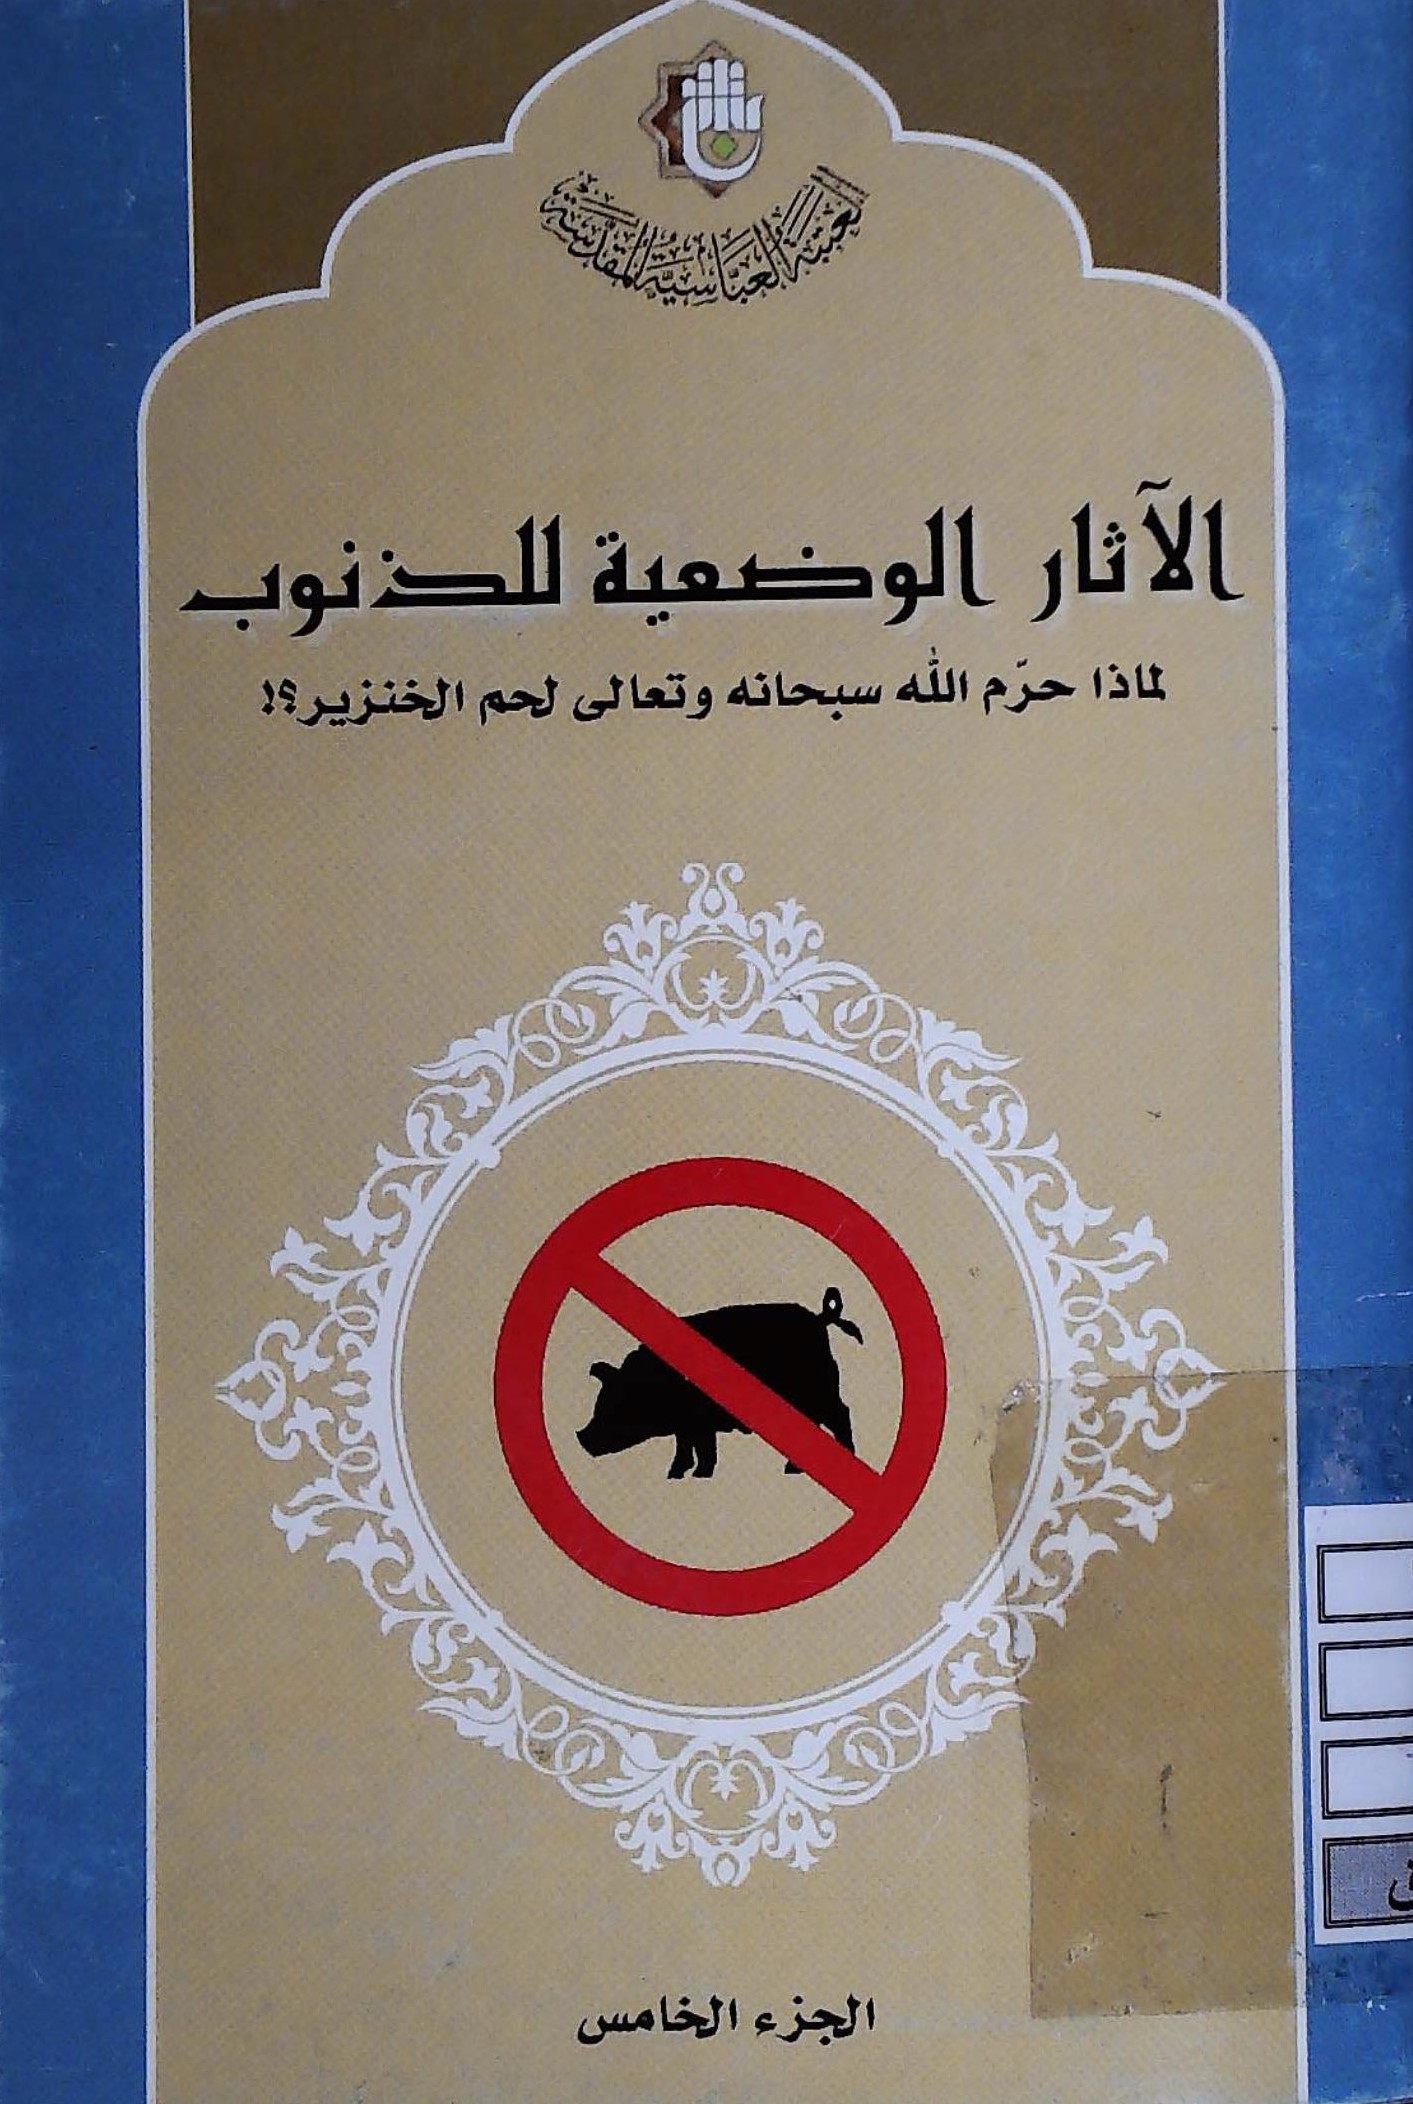 العتبة العباسية المقدسة
الآثار الوضعية للذنوب
لماذا حرّم الله سبحانه وتعالى لحم الخنزير؟!
الجزء الخامس